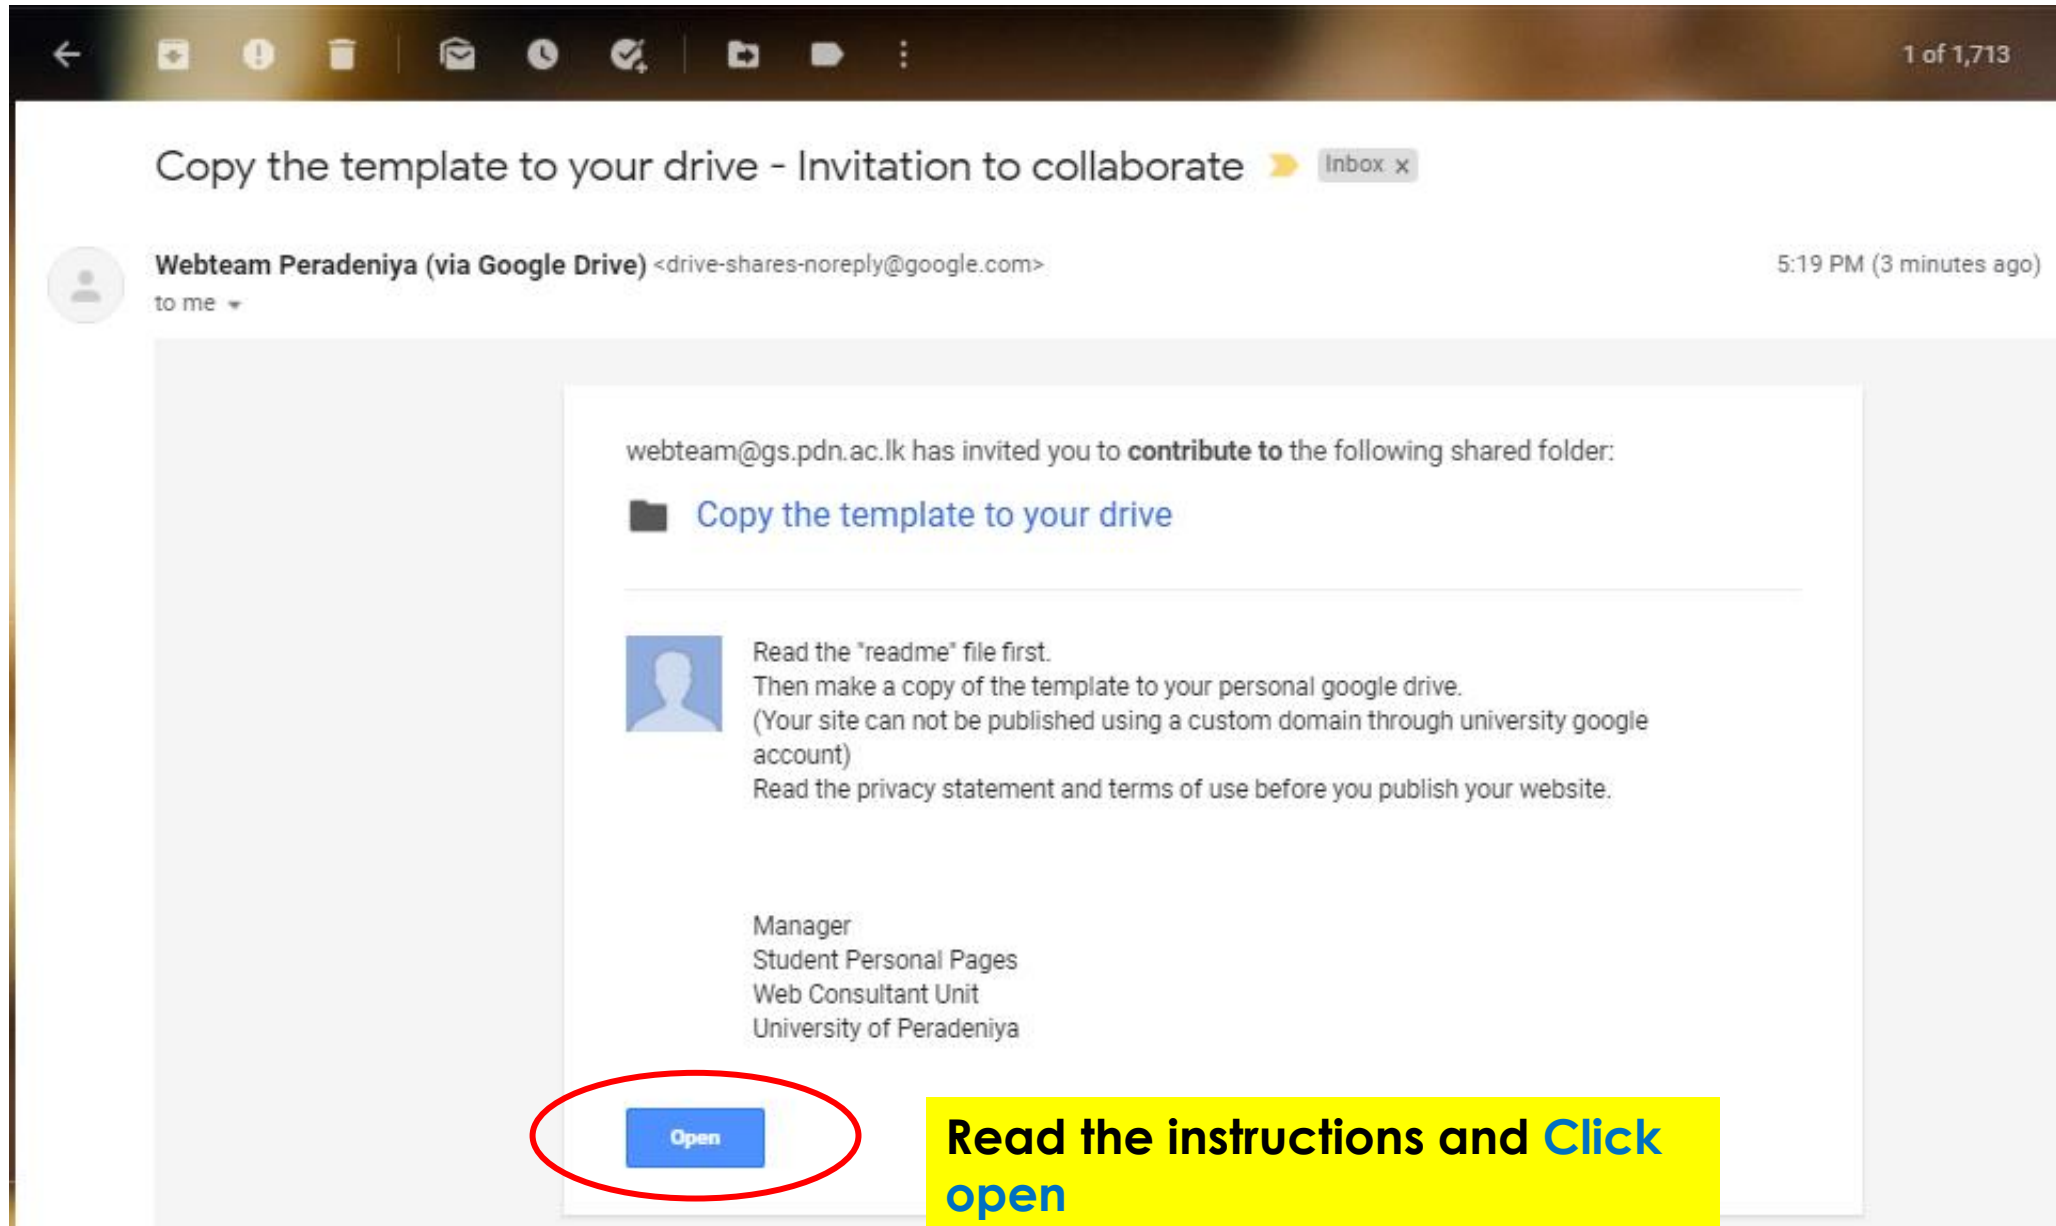 1 of 1,713
Copy the template to your drive - Invitation to collaborate Inbox x
Webteam Peradeniya (via Google Drive) <drive-shares-noreply@google.com> 5:19 PM (3 minutes ago)
to me
webteam@gs.pdn.ac.lk has invited you to contribute to the following shared folder:
Copy the template to your drive
Read the "readme" file first.
Then make a copy of the template to your personal google drive.
(Your site can not be published using a custom domain through university google
account)
Read the privacy statement and terms of use before you publish your website.
Manager
Student Personal Pages
Web Consultant Unit
University of Peradeniya
Open
Read the instructions and Click
open